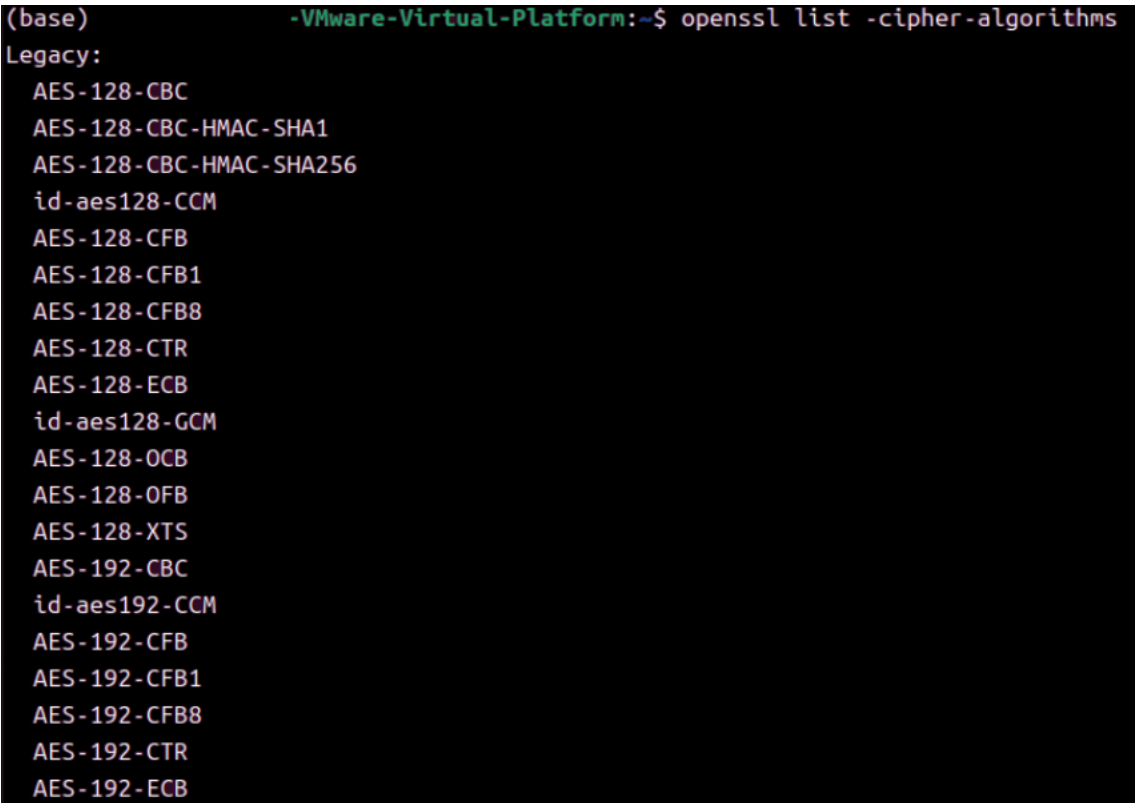 (base) -VMware-Virtual-Platform:~$ openssl list -cipher-algorithms
Legacy:
AES-128-CBC
AES-128-CBC-HMAC-SHA1
AES-128-CBC-HMAC-SHA256
id-aes128-CCM
AES-128-CFB
AES-128-CFB1
AES-128-CFB8
AES-128-CTR
AES-128-ECB
id-aes128-GCM
AES-128-OCB
AES-128-OFB
AES-128-XTS
AES-192-CBC
id-aes192-CCM
AES-192-CFB
AES-192-CFB1
AES-192-CFB8
AES-192-CTR
AES-192-ECB